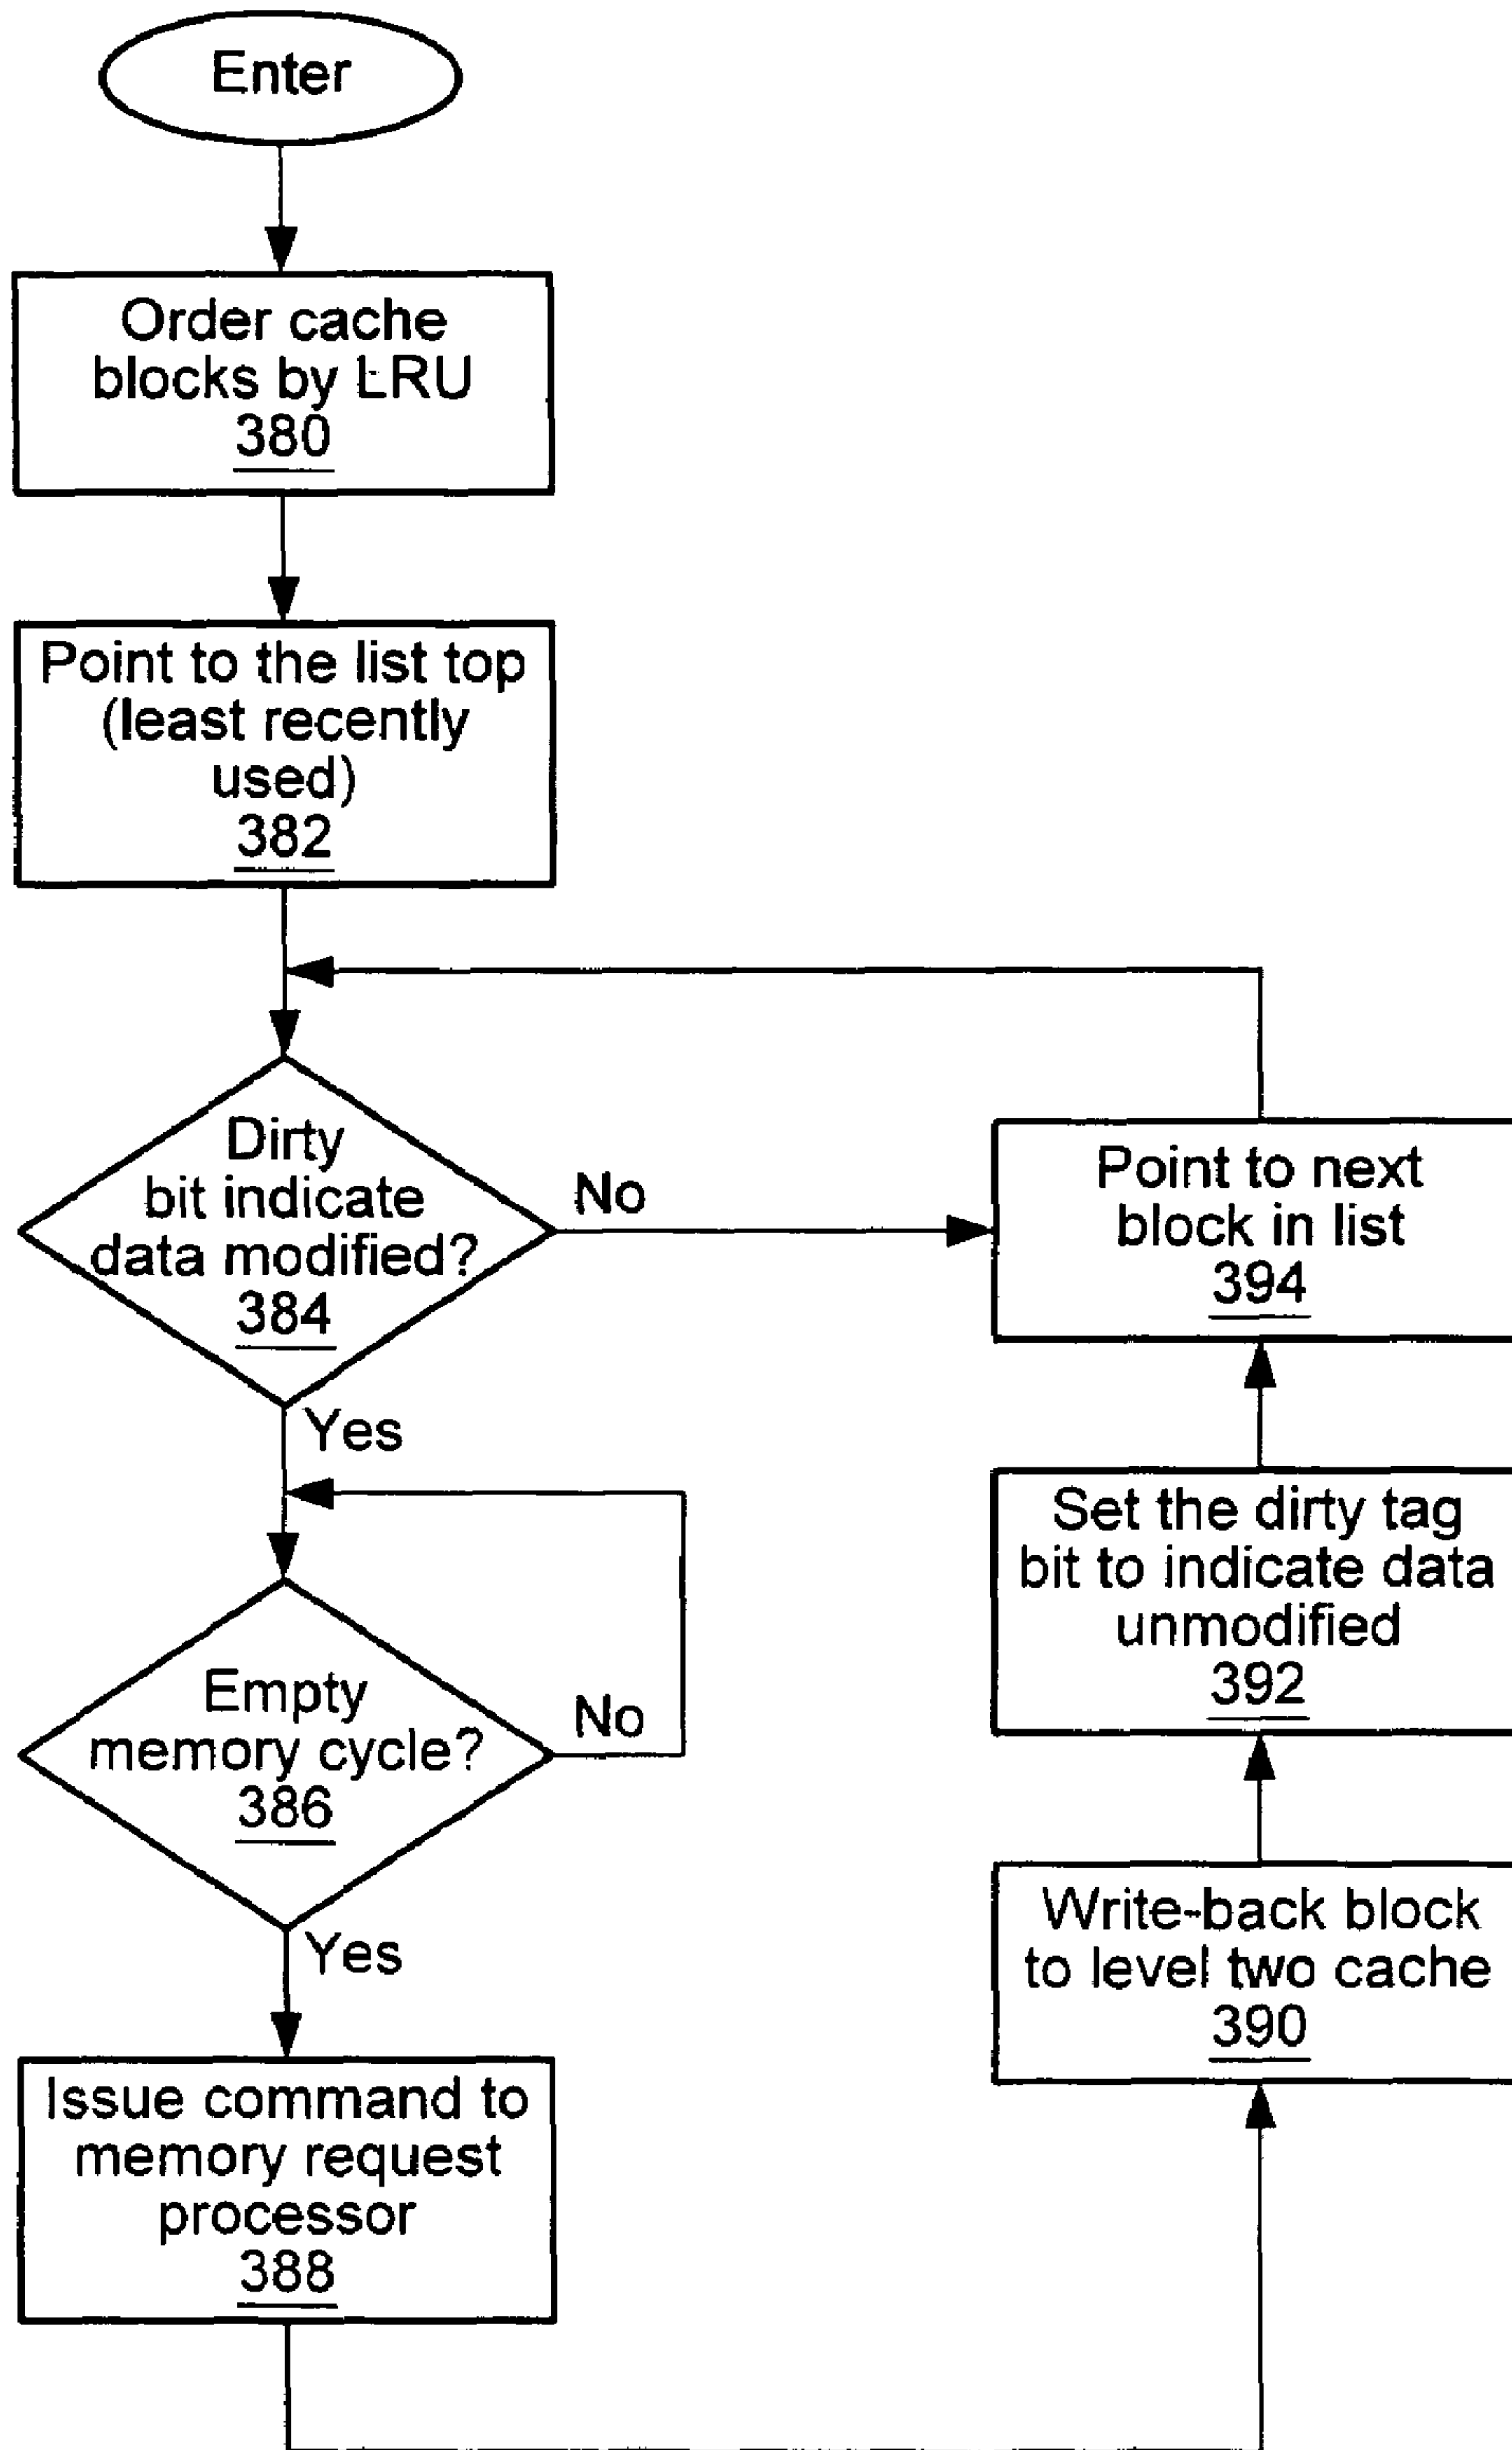 Enter
Order cache
blocks by LRU
380
Point to the list top
(least recently
used)
382
Dirty
bit indicate
data modified?
384
No
Yes
Empty
memory cycle?
386
No
Yes
Issue command to
memory request
processor
388
Write-back block
to level two cache
390
Set the dirty tag
bit to indicate data
unmodified
392
Point to next
block in list
394